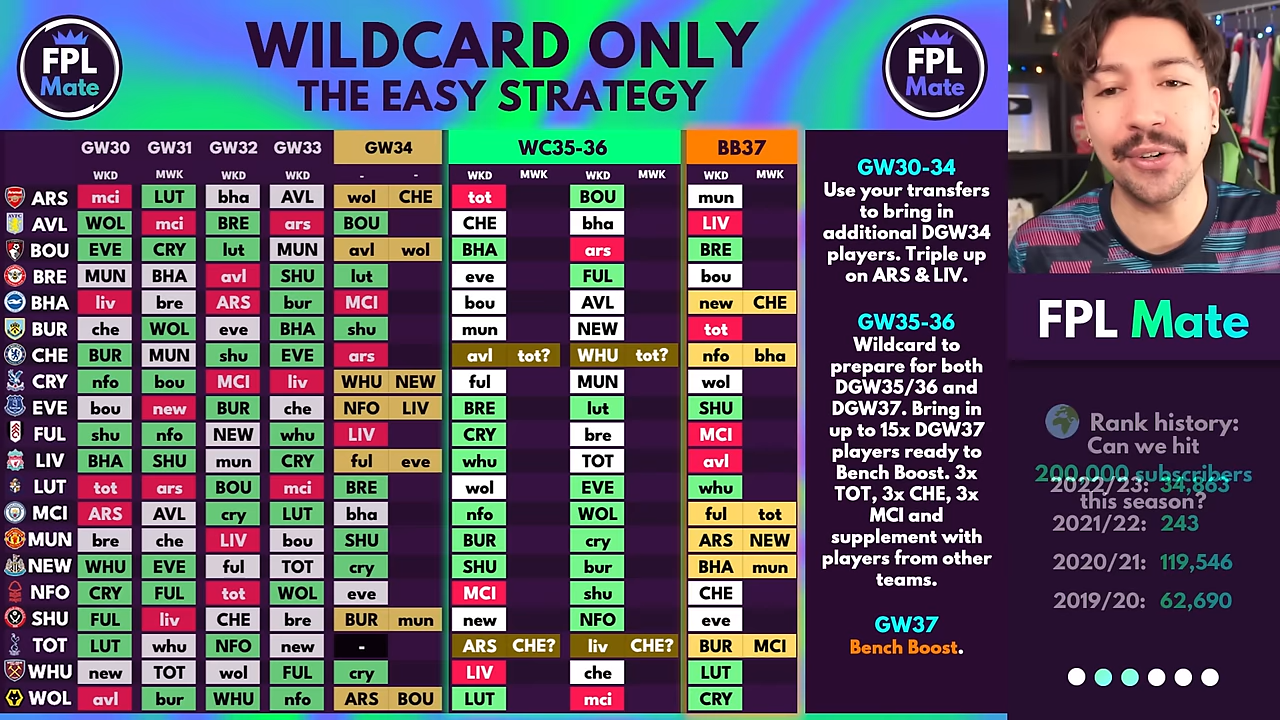 FPL
Mate
WILDCARD ONLY
THE EASY STRATEGY
FPL
Mate
GW30 GW31 GW32 GW33 GW34 WC35-36 BB37
WKD MWK WKD WKD - - WKD MWK WKD MWK WKD MWK
ARS mci LUT bha AVL wol CHE tot BOU mun
AVL WOL mci BRE ars BOU CHE bha LIV
BOU EVE CRY lut MUN avl wol BHA ars BRE
BRE MUN BHA avl SHU lut eve FUL bou
BHA liv bre ARS bur MCI bou AVL new CHE
BUR che WOL eve BHA shu mun NEW tot
CHE BUR MUN shu EVE ars avl tot? WHU tot? nfo bha
CRY nfo bou MCI liv WHU NEW ful MUN wol
EVE bou new BUR che NFO LIV BRE lut SHU
FUL shu nfo NEW whu LIV CRY bre MCI
LIV BHA SHU mun CRY ful eve whu TOT avl
LUT tot ars BOU mci BRE wol EVE whu
MCI ARS AVL cry LUT bha nfo WOL ful tot
MUN bre che LIV bou SHU BUR cry ARS NEW
NEW WHU EVE ful TOT cry SHU bur BHA mun
NFO CRY FUL tot WOL eve MCI shu CHE
SHU FUL liv CHE bre BUR mun new NFO eve
TOT LUT whu NFO new - ARS CHE? liv CHE? BUR MCI
WHU new TOT wol FUL cry LIV che LUT
WOL avl bur WHU nfo ARS BOU LUT mci CRY
GW30-34
Use your transfers
to bring in
additional DGW34
players. Triple up
on ARS & LIV.
GW35-36
Wildcard to
prepare for both
DGW35/36 and
DGW37. Bring in
up to 15x DGW37
players ready to
Bench Boost. 3x
TOT, 3x CHE, 3x
MCI and
supplement with
players from other
teams.
GW37
Bench Boost.
FPL Mate
Rank history:
Can we hit
200,000 subscribers
this season?
2022/23: 34,863
2021/22: 243
2020/21: 119,546
2019/20: 62,690